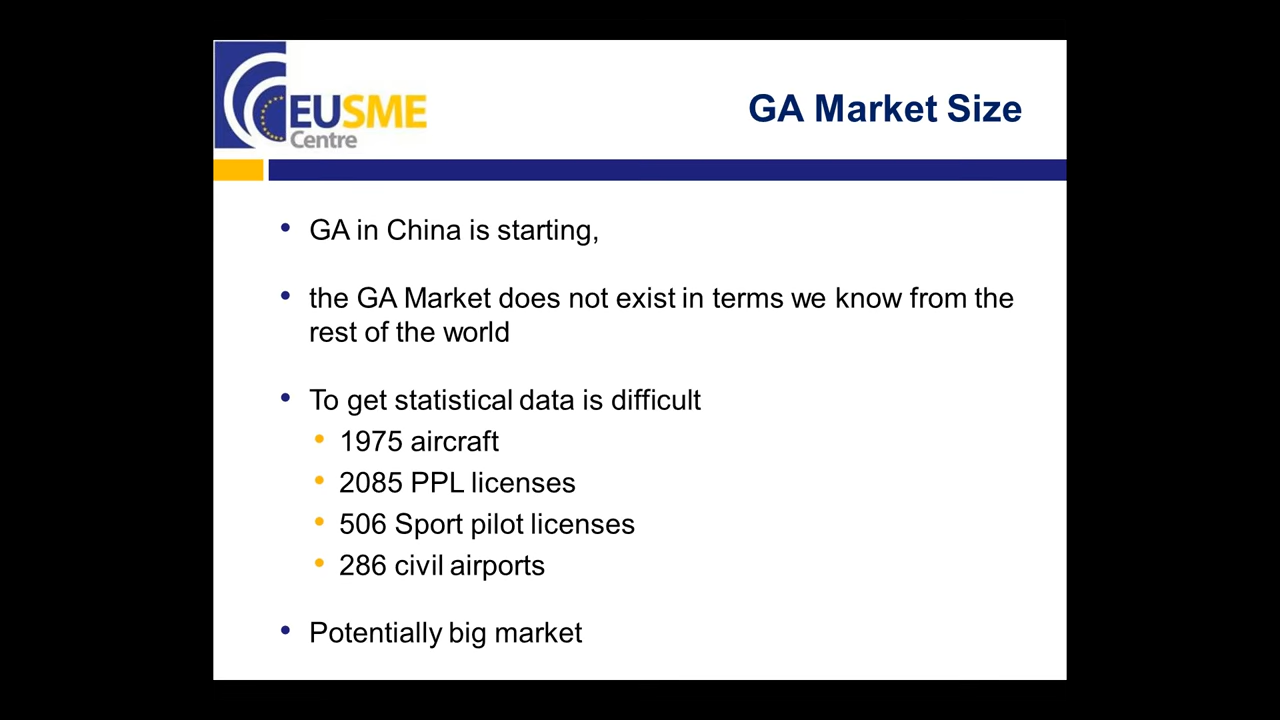 EUSME
Centre
GA Market Size
• GA in China is starting,
• the GA Market does not exist in terms we know from the
rest of the world
• To get statistical data is difficult
• 1975 aircraft
• 2085 PPL licenses
• 506 Sport pilot licenses
• 286 civil airports
• Potentially big market